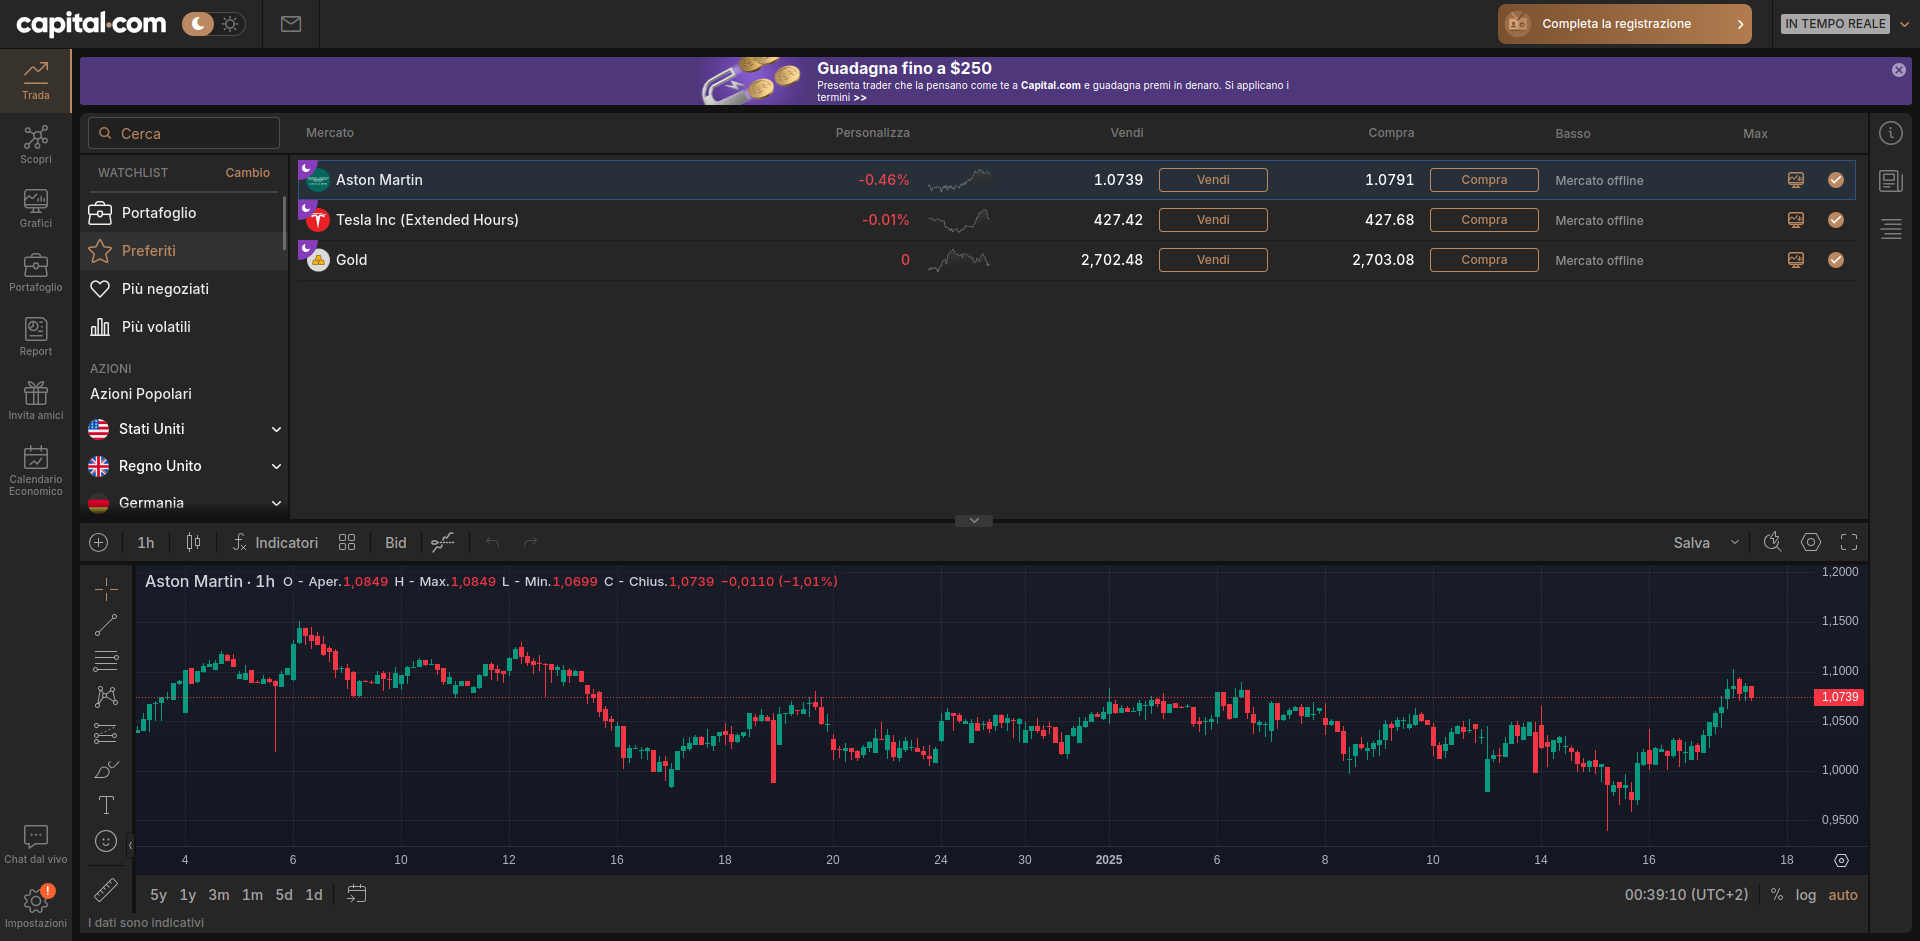 capital.com
Completa la registrazione
IN TEMPO REALE
Guadagna fino a $250
Presenta trader che la pensano come te a Capital.com e guadagna premi in denaro. Si applicano i
termini >>
Trada
Scopri
Grafici
Portafoglio
Report
Invita amici
Calendario
Economico
Chat dal vivo
!
Impostazioni
Cerca
WATCHLIST Cambio
Portafoglio
Preferiti
Più negoziati
Più volatili
AZIONI
Azioni Popolari
Stati Uniti
Regno Unito
Germania
Mercato Personalizza Vendi Compra Basso Max
Aston Martin -0.46% 1.0739 Vendi 1.0791 Compra Mercato offline
Tesla Inc (Extended Hours) -0.01% 427.42 Vendi 427.68 Compra Mercato offline
Gold 0 2,702.48 Vendi 2,703.08 Compra Mercato offline
1h Indicatori Bid Salva
Aston Martin · 1h O - Aper.1,0849 H - Max.1,0849 L - Min.1,0699 C - Chius.1,0739 −0,0110 (−1,01%)
1,2000
1,1500
1,1000
1,0739
1,0500
1,0000
0,9500
4 6 10 12 16 18 20 24 30 2025 6 8 10 14 16 18
5y 1y 3m 1m 5d 1d 00:39:10 (UTC+2) % log auto
I dati sono indicativi